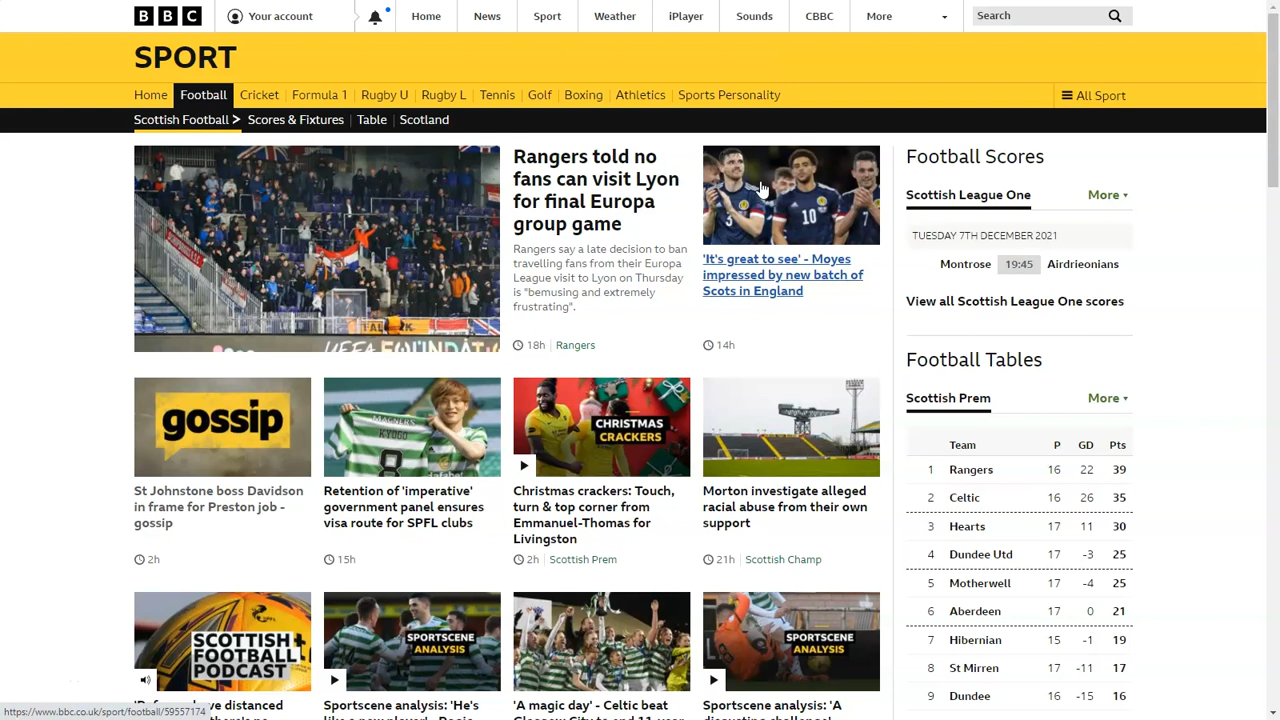 BBC
Your account
Home
News
Sport
Weather
iPlayer
Sounds
CBBC
More
Search
SPORT
Home
Football
Cricket
Formula 1
Rugby U
Rugby L
Tennis
Golf
Boxing
Athletics
Sports Personality
All Sport
Scottish Football
Scores & Fixtures
Table
Scotland
Rangers told no
fans can visit Lyon
for final Europa
group game
Rangers say a late decision to ban
travelling fans from their Europa
League visit to Lyon on Thursday
is "bemusing and extremely
frustrating".
18h
Rangers
3
10
7
'It's great to see' - Moyes
impressed by new batch of
Scots in England
14h
gossip
St Johnstone boss Davidson
in frame for Preston job -
gossip
2h
MAGNERS
KYOGO
8
dafabet
Retention of 'imperative'
government panel ensures
visa route for SPFL clubs
15h
CHRISTMAS
CRACKERS
Christmas crackers: Touch,
turn & top corner from
Emmanuel-Thomas for
Livingston
2h
Scottish Prem
Morton investigate alleged
racial abuse from their own
support
21h
Scottish Champ
SCOTTISH
FOOTBALL
PODCAST
SPORTSCENE
ANALYSIS
Sportscene analysis: 'He's
SPORTSCENE
ANALYSIS
'A magic day' - Celtic beat
Sportscene analysis: 'A
Football Scores
Scottish League One
More
TUESDAY 7TH DECEMBER 2021
Montrose 19:45 Airdrieonians
View all Scottish League One scores
Football Tables
Scottish Prem
More
Team P GD Pts
1 Rangers 16 22 39
2 Celtic 16 26 35
3 Hearts 17 11 30
4 Dundee Utd 17 -3 25
5 Motherwell 17 -4 25
6 Aberdeen 17 0 21
7 Hibernian 15 -1 19
8 St Mirren 17 -11 17
9 Dundee 16 -15 16
https://www.bbc.co.uk/sport/football/59557174